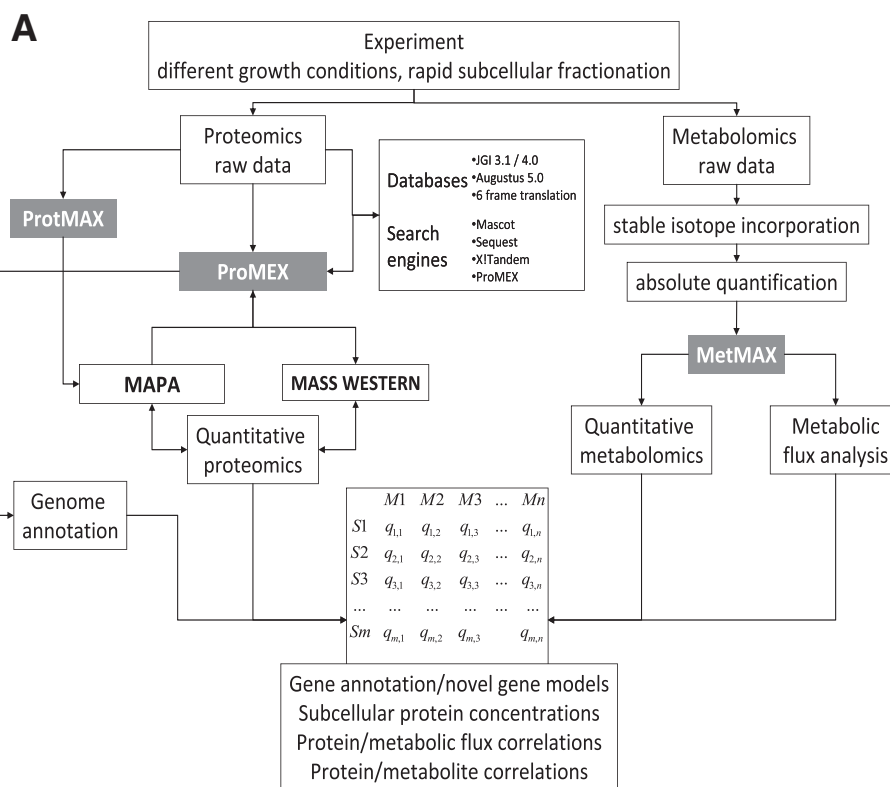 A
Experiment
different growth conditions, rapid subcellular fractionation
Proteomics
raw data
Metabolomics
raw data
Databases
•JGI 3.1 / 4.0
•Augustus 5.0
•6 frame translation
Search
engines
•Mascot
•Sequest
•X!Tandem
•ProMEX
ProtMAX
stable isotope incorporation
ProMEX
absolute quantification
MetMAX
MAPA
MASS WESTERN
Quantitative
proteomics
Quantitative
metabolomics
Metabolic
flux analysis
Genome
annotation
M1 M2 M3 ... Mn
S1 q1,1 q1,2 q1,3 ... q1,n
S2 q2,1 q2,2 q2,3 ... q2,n
S3 q3,1 q3,2 q3,3 ... q3,n
... ... ... ... ... ...
Sm qm,1 qm,2 qm,3 qm,n
Gene annotation/novel gene models
Subcellular protein concentrations
Protein/metabolic flux correlations
Protein/metabolite correlations